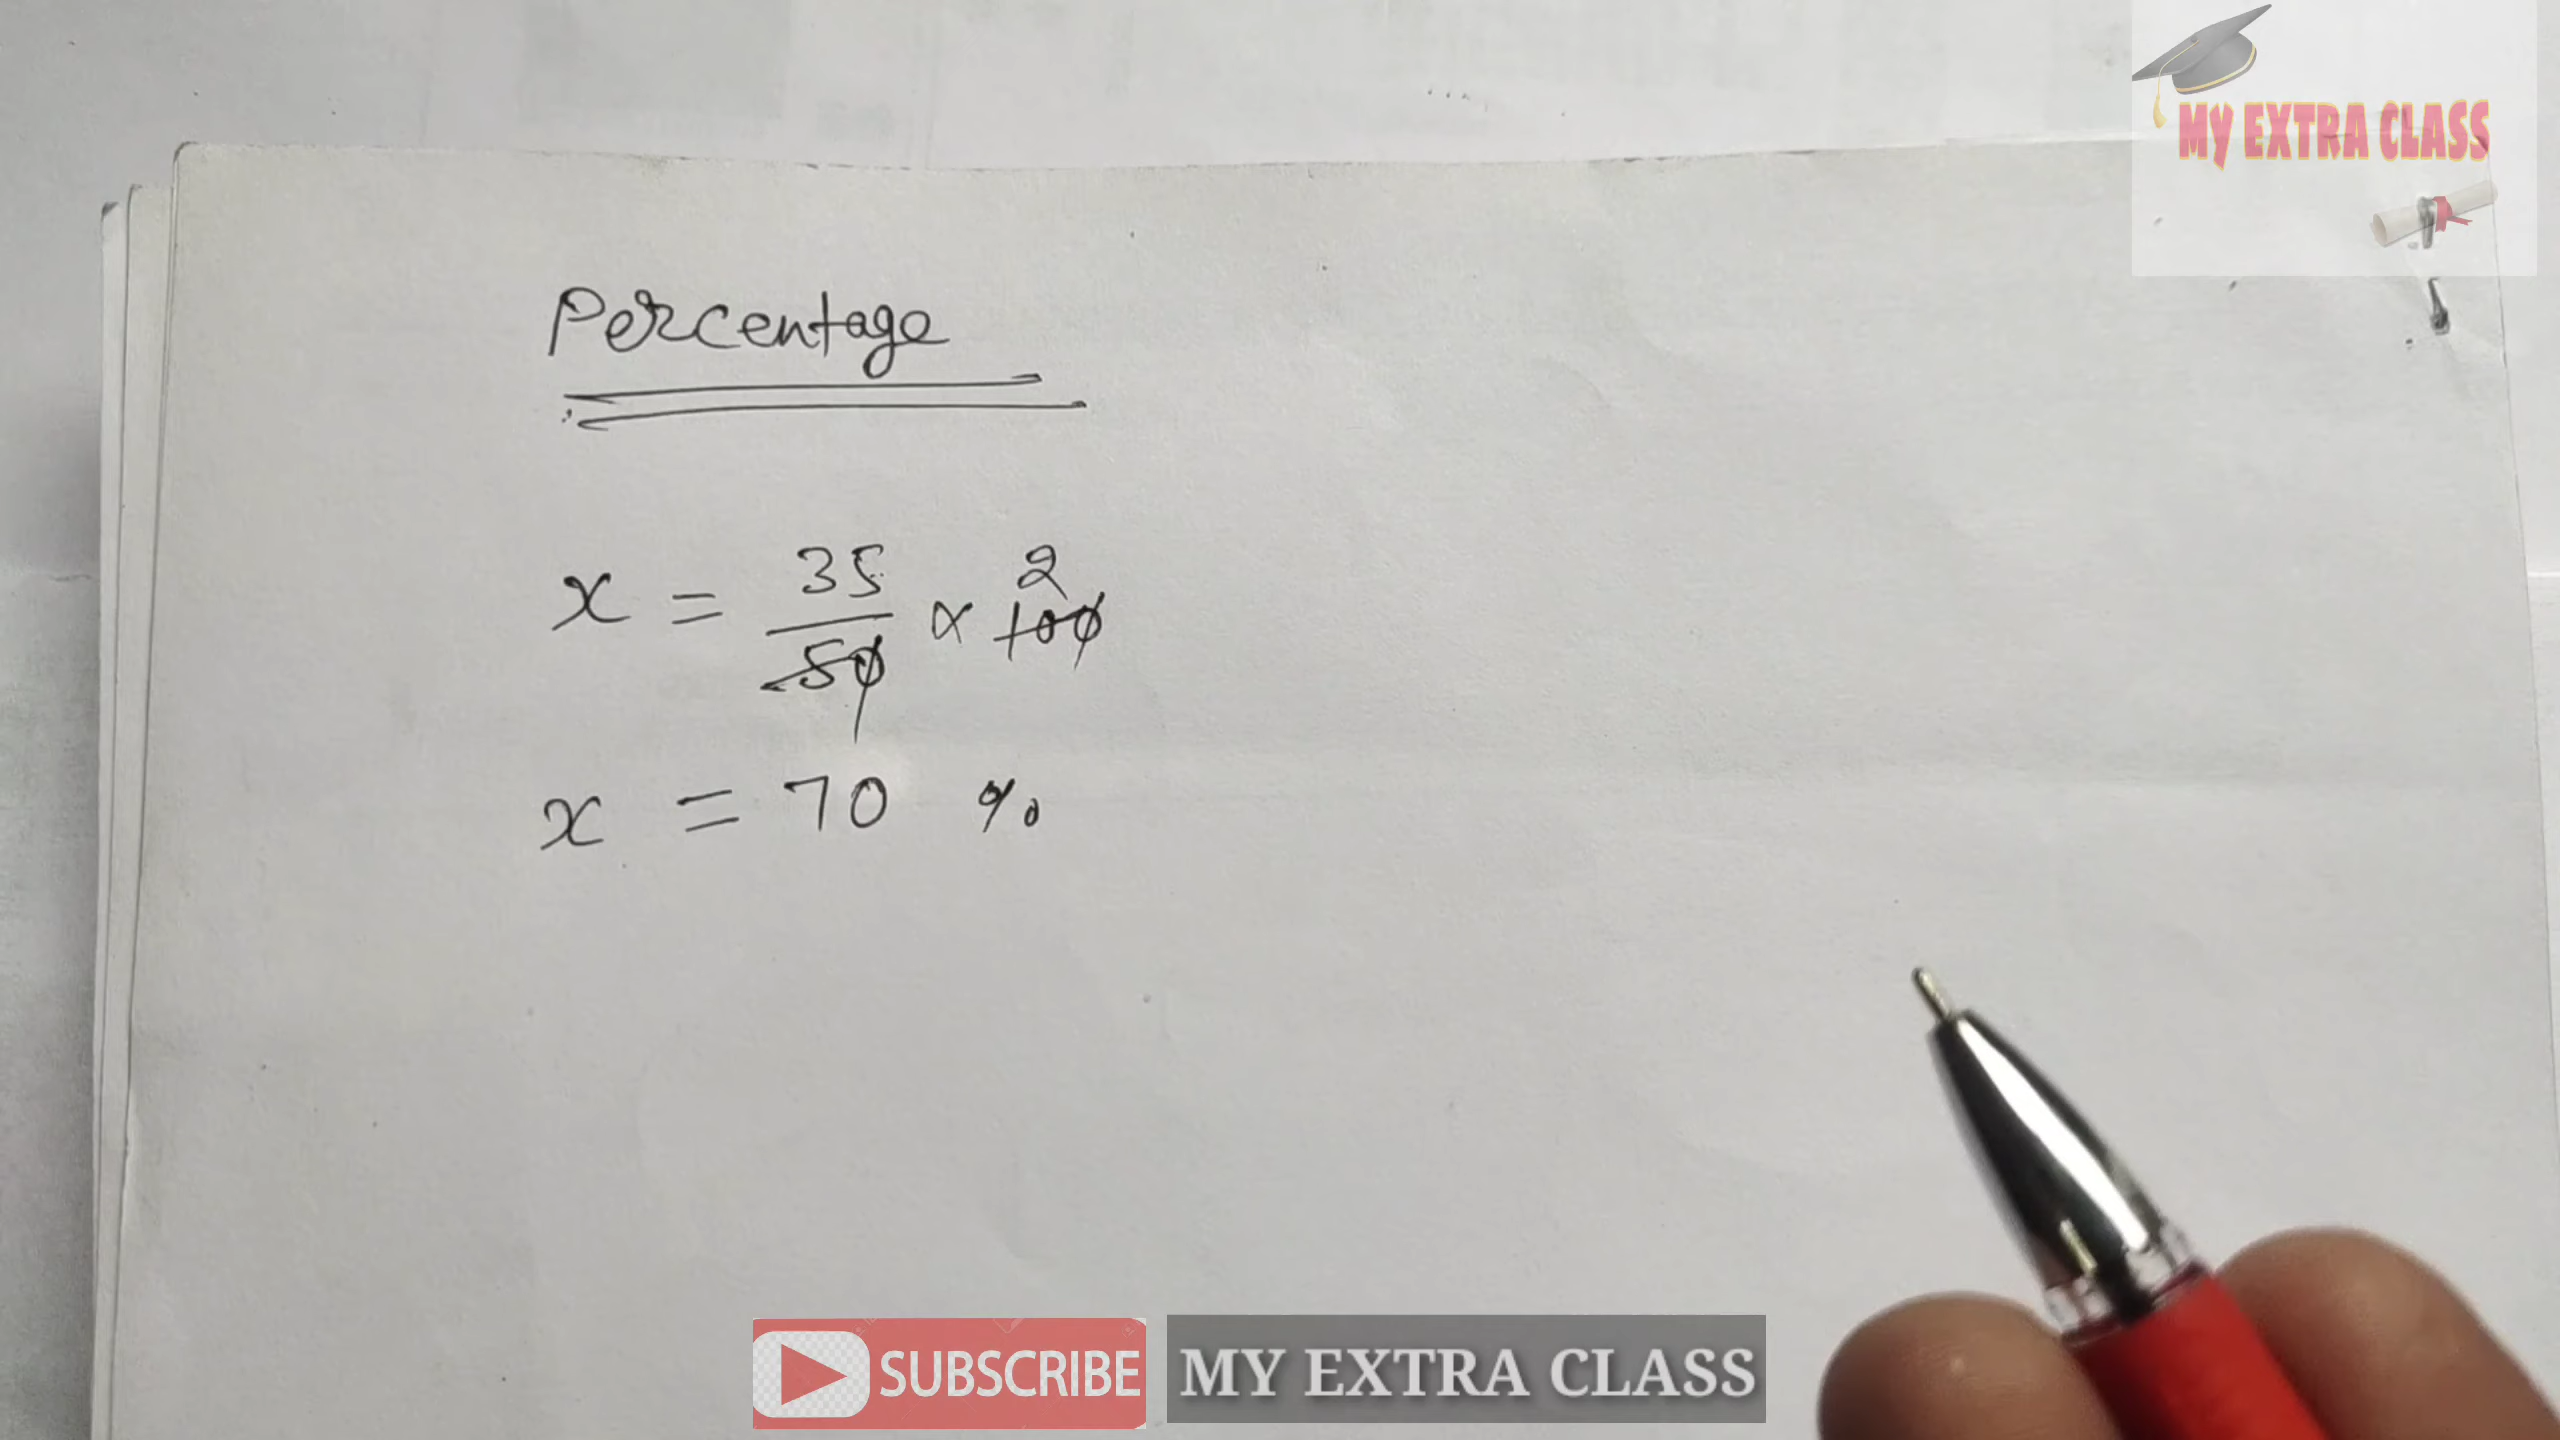 MY EXTRA CLASS
Percentage
x = 35/50 × 100 2
x = 70 %
SUBSCRIBE
MY EXTRA CLASS